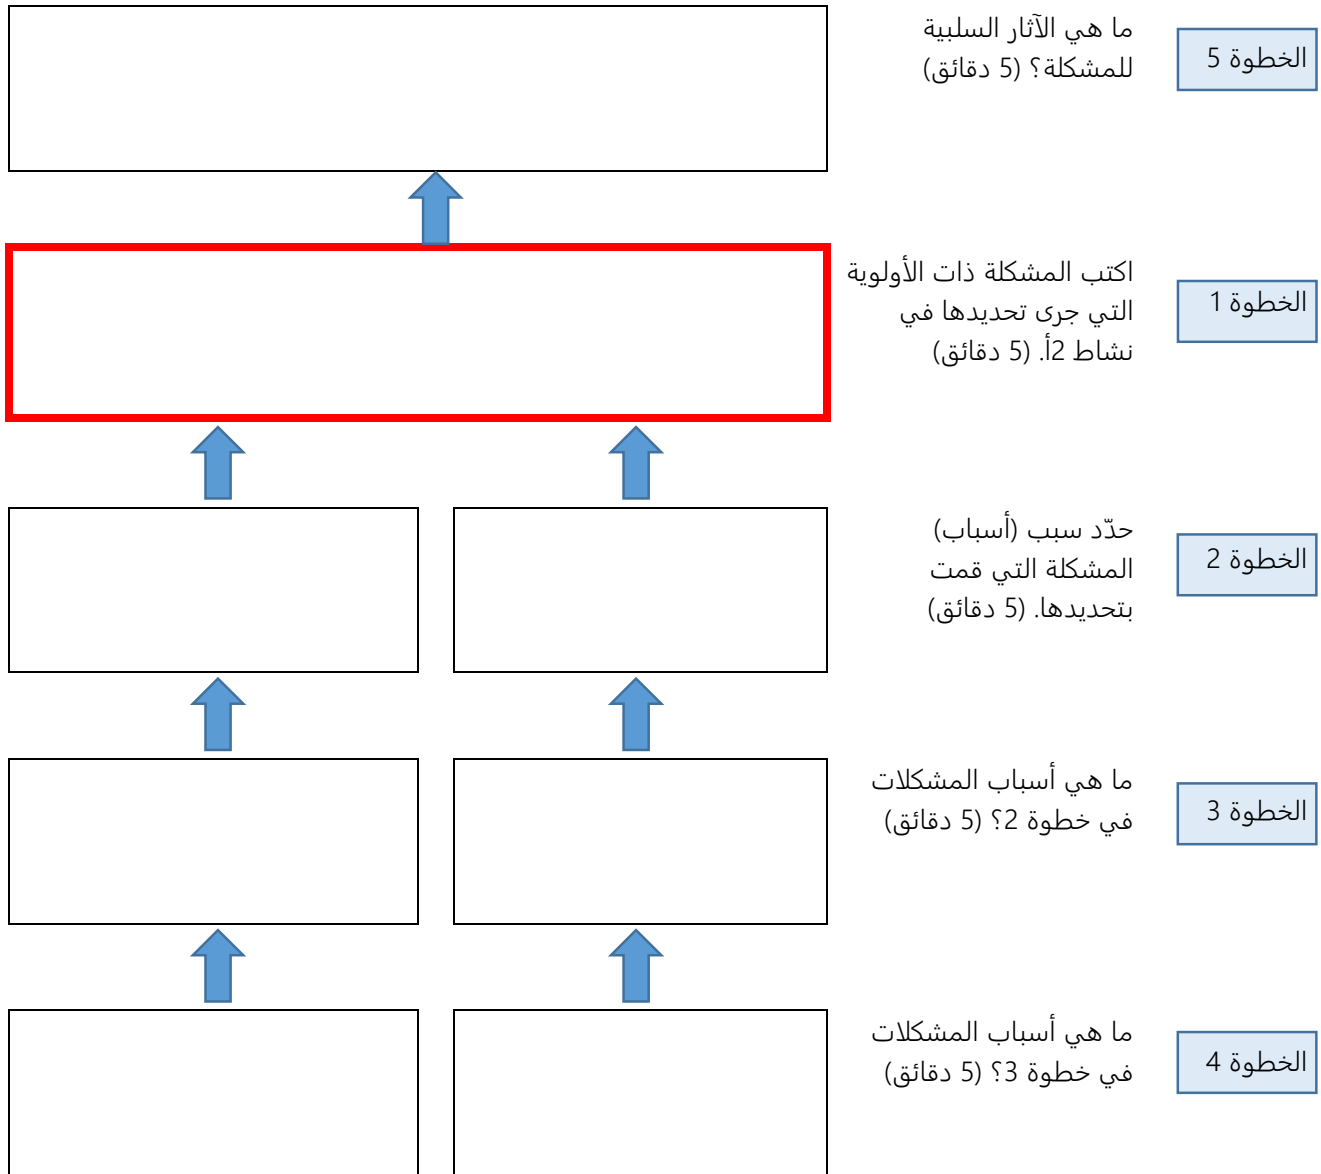 الخطوة 5
ما هي الآثار السلبية
للمشكلة؟ (5 دقائق)
الخطوة 1
اكتب المشكلة ذات الأولوية
التي جرى تحديدها في
نشاط 2أ. (5 دقائق)
الخطوة 2
حدّد سبب (أسباب)
المشكلة التي قمت
بتحديدها. (5 دقائق)
الخطوة 3
ما هي أسباب المشكلات
في خطوة 2؟ (5 دقائق)
الخطوة 4
ما هي أسباب المشكلات
في خطوة 3؟ (5 دقائق)